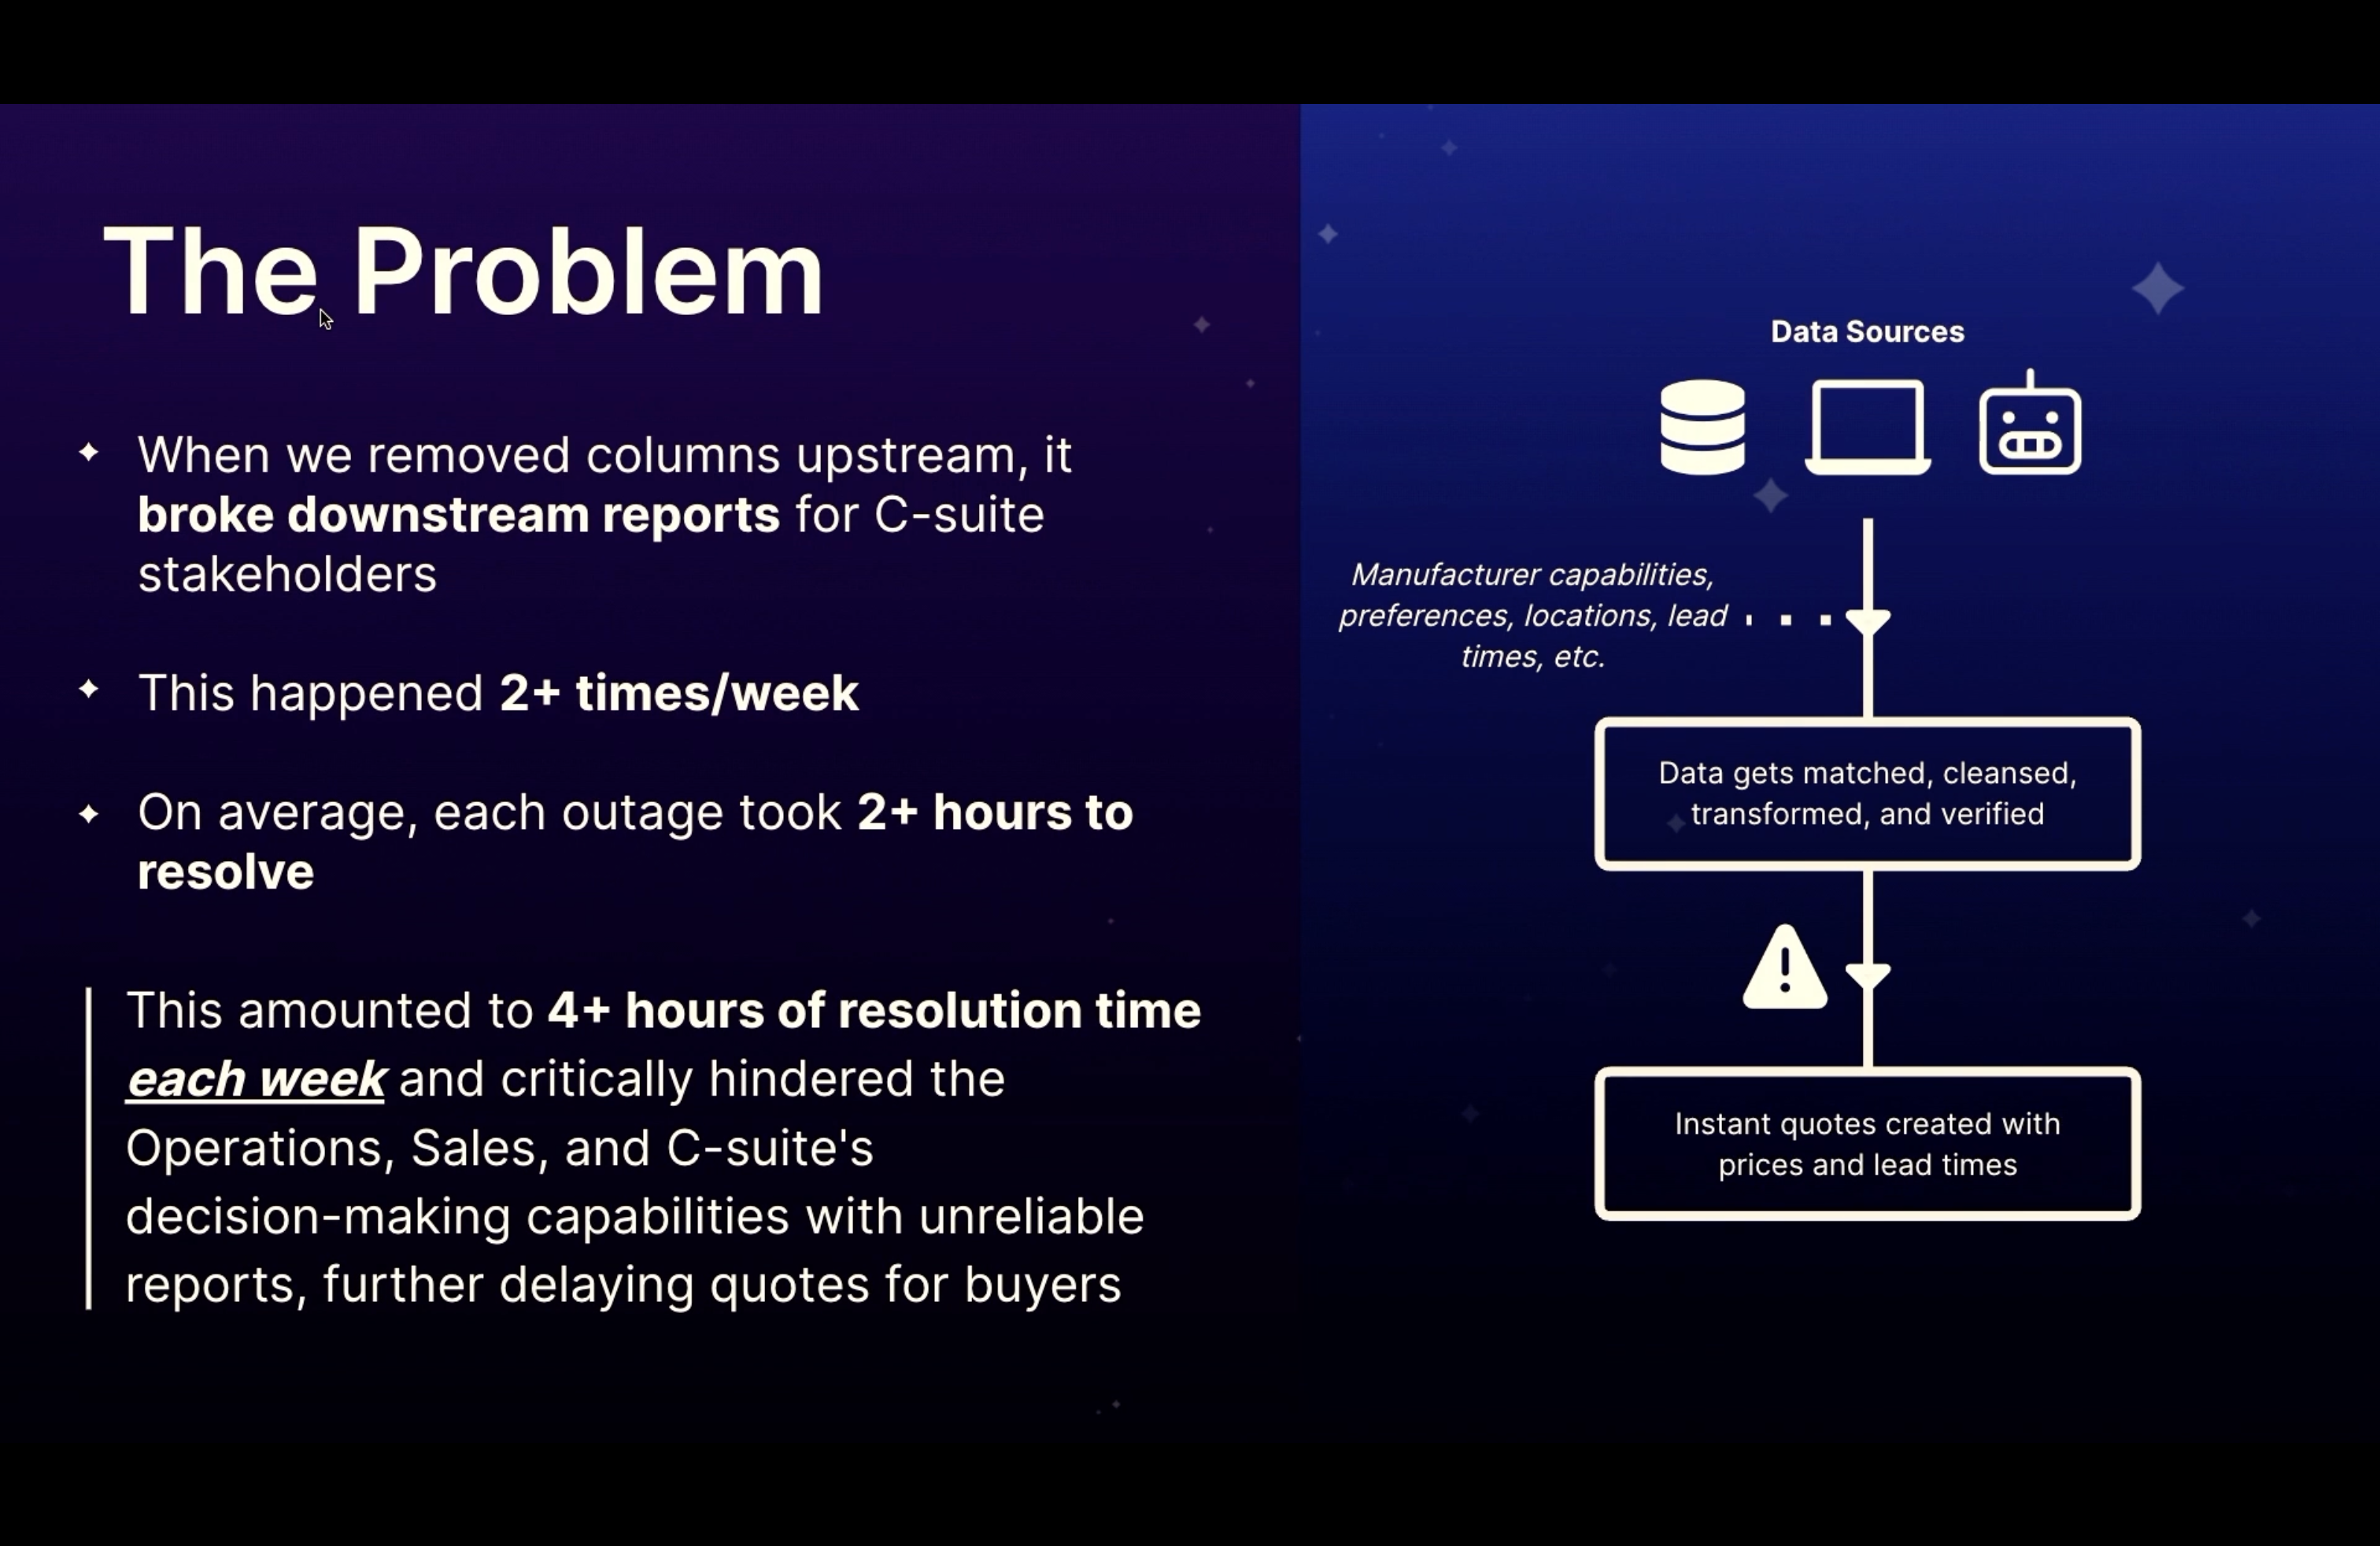 The Problem
When we removed columns upstream, it
broke downstream reports for C-suite
stakeholders
This happened 2+ times/week
On average, each outage took 2+ hours to
resolve
This amounted to 4+ hours of resolution time
each week and critically hindered the
Operations, Sales, and C-suite's
decision-making capabilities with unreliable
reports, further delaying quotes for buyers
Data Sources
Manufacturer capabilities,
preferences, locations, lead
times, etc.
Data gets matched, cleansed,
transformed, and verified
Instant quotes created with
prices and lead times